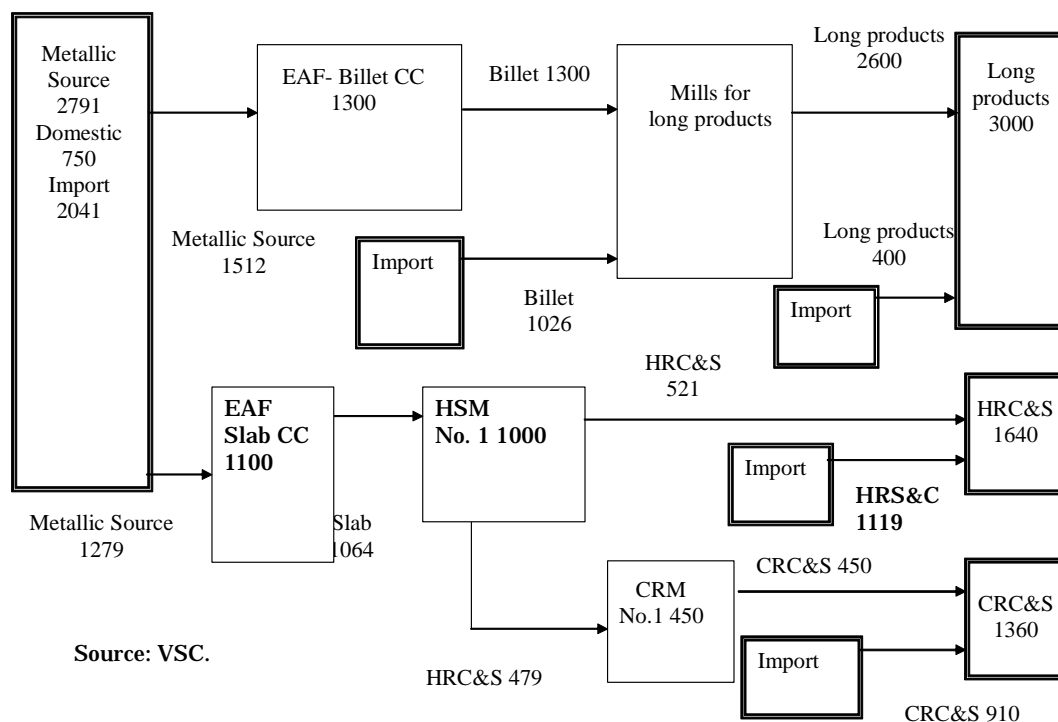 Metallic
Source
2791
Domestic
750
Import
2041
EAF- Billet CC
1300
Billet 1300
Mills for
long products
Long products
2600
Long
products
3000
Metallic Source
1512
Import
Billet
1026
Long products
400
Import
HRC&S
521
EAF
Slab CC
1100
HSM
No. 1 1000
HRC&S
1640
Import
HRS&C
1119
Metallic Source
1279
Slab
1064
CRM
No.1 450
CRC&S 450
CRC&S
1360
Import
Source: VSC.
HRC&S 479
CRC&S 910